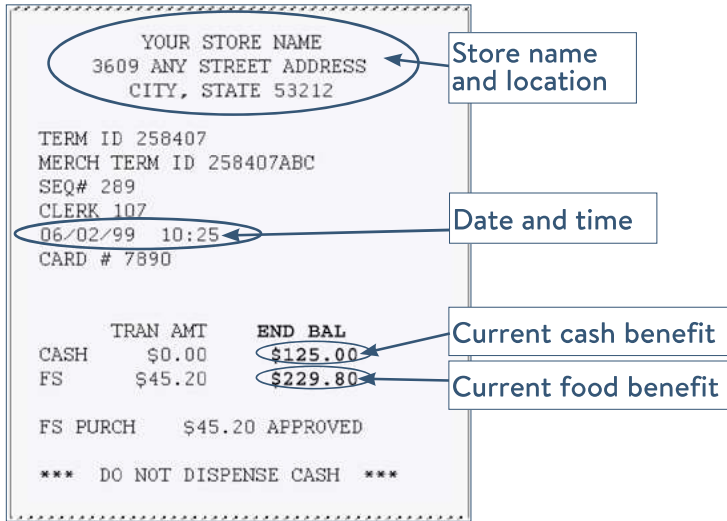 YOUR STORE NAME
3609 ANY STREET ADDRESS
CITY, STATE 53212
Store name
and location
TERM ID 258407
MERCH TERM ID 258407ABC
SEQ# 289
CLERK 107
06/02/99 10:25
Date and time
CARD # 7890
TRAN AMT END BAL
CASH $0.00 $125.00
Current cash benefit
FS $45.20 $229.80
Current food benefit
FS PURCH $45.20 APPROVED
*** DO NOT DISPENSE CASH ***